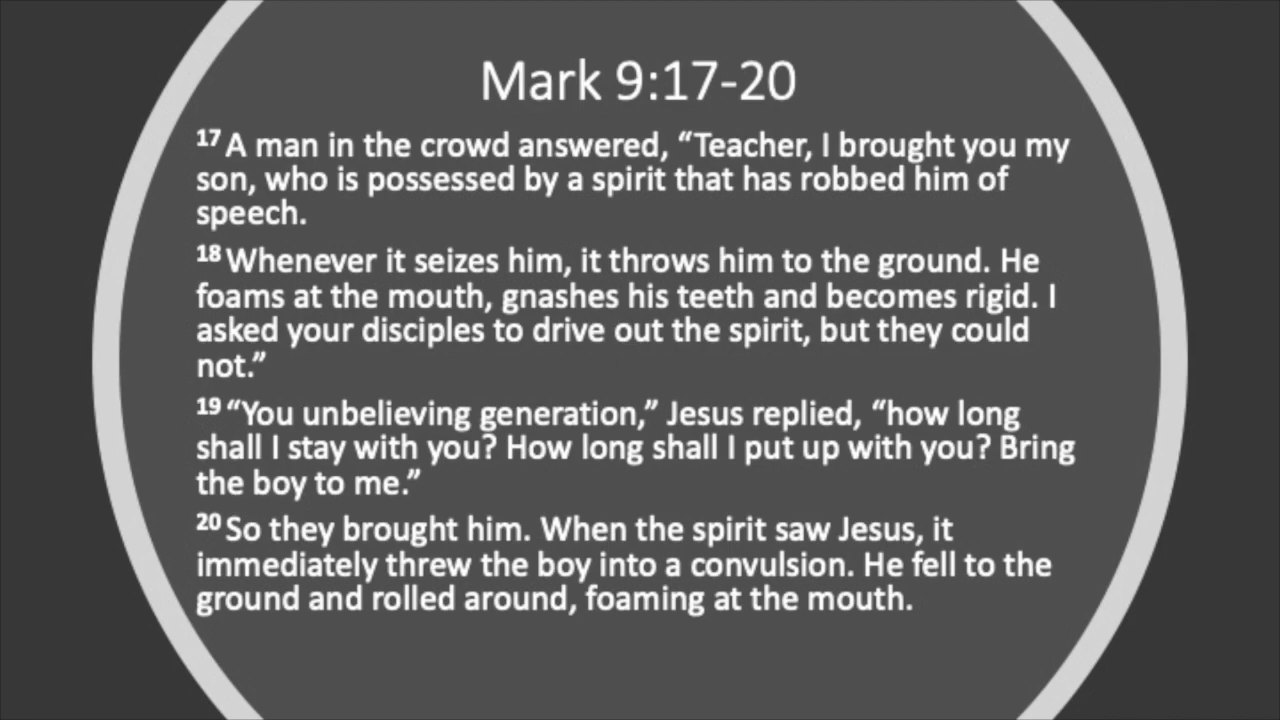 Mark 9:17-20
17 A man in the crowd answered, “Teacher, I brought you my
son, who is possessed by a spirit that has robbed him of
speech.
18 Whenever it seizes him, it throws him to the ground. He
foams at the mouth, gnashes his teeth and becomes rigid. I
asked your disciples to drive out the spirit, but they could
not.”
19 “You unbelieving generation,” Jesus replied, “how long
shall I stay with you? How long shall I put up with you? Bring
the boy to me.”
20 So they brought him. When the spirit saw Jesus, it
immediately threw the boy into a convulsion. He fell to the
ground and rolled around, foaming at the mouth.